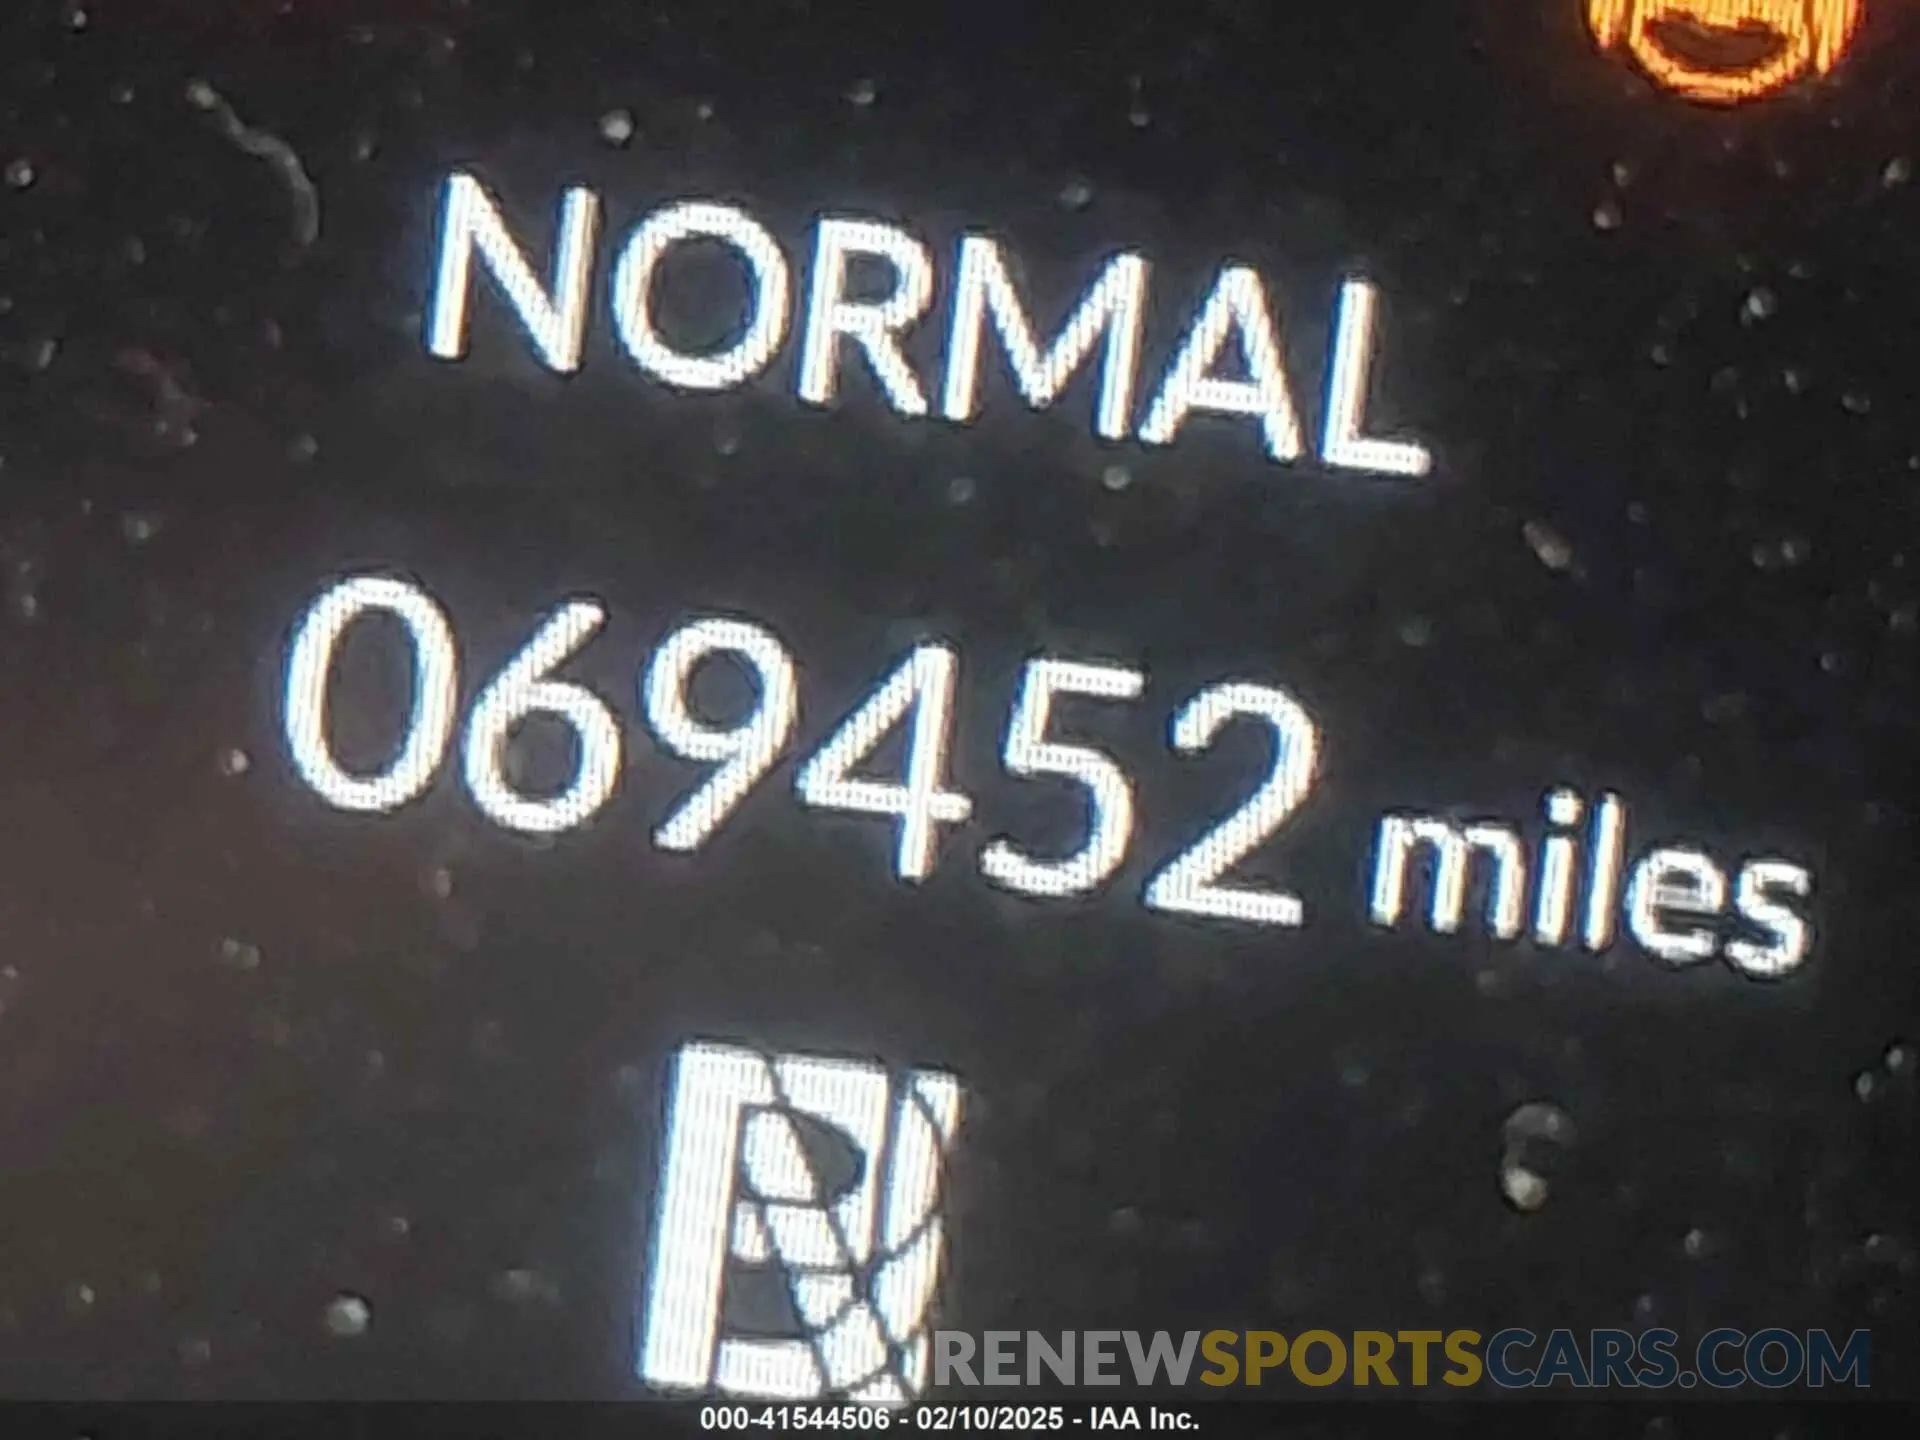 NORMAL
069452 miles
RENEWSPORTSCARS.COM
000-41544506 - 02/10/2025 - IAA Inc.